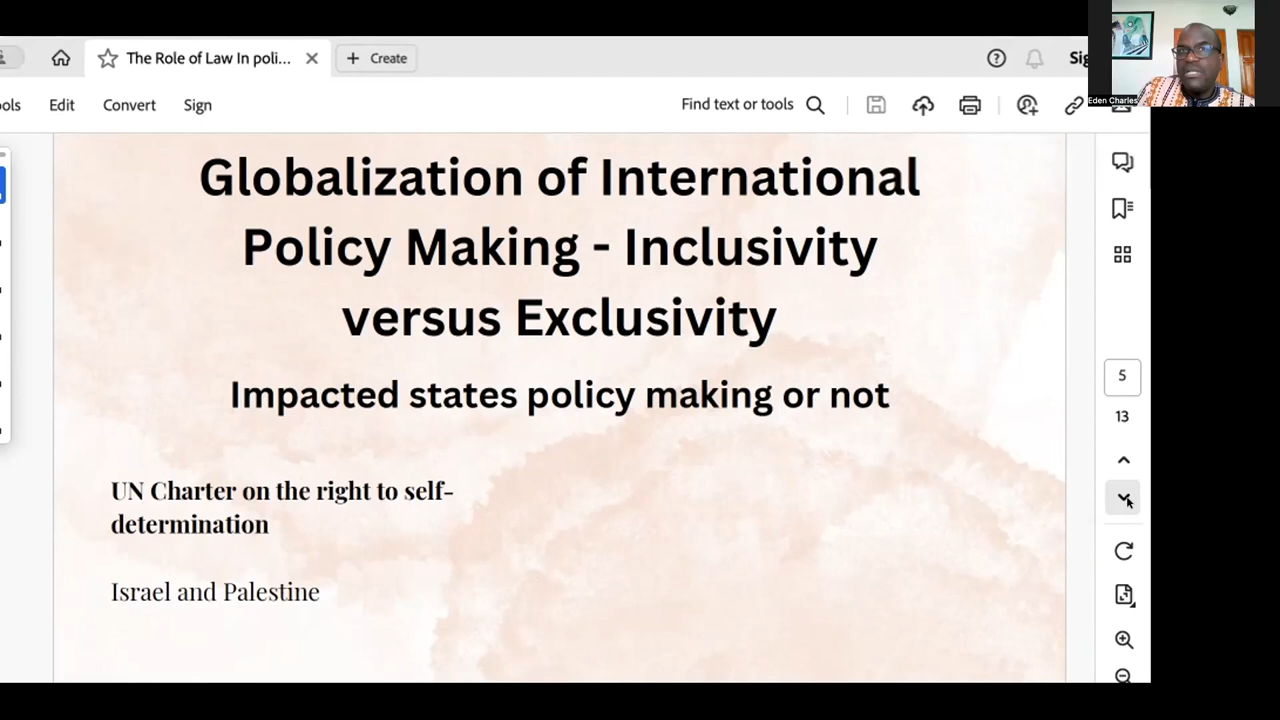 The Role of Law In poli...
Create
Sig
Eden Charles
ols
Edit
Convert
Sign
Find text or tools
Globalization of International
Policy Making - Inclusivity
versus Exclusivity
Impacted states policy making or not
UN Charter on the right to self-
determination
Israel and Palestine
5
13